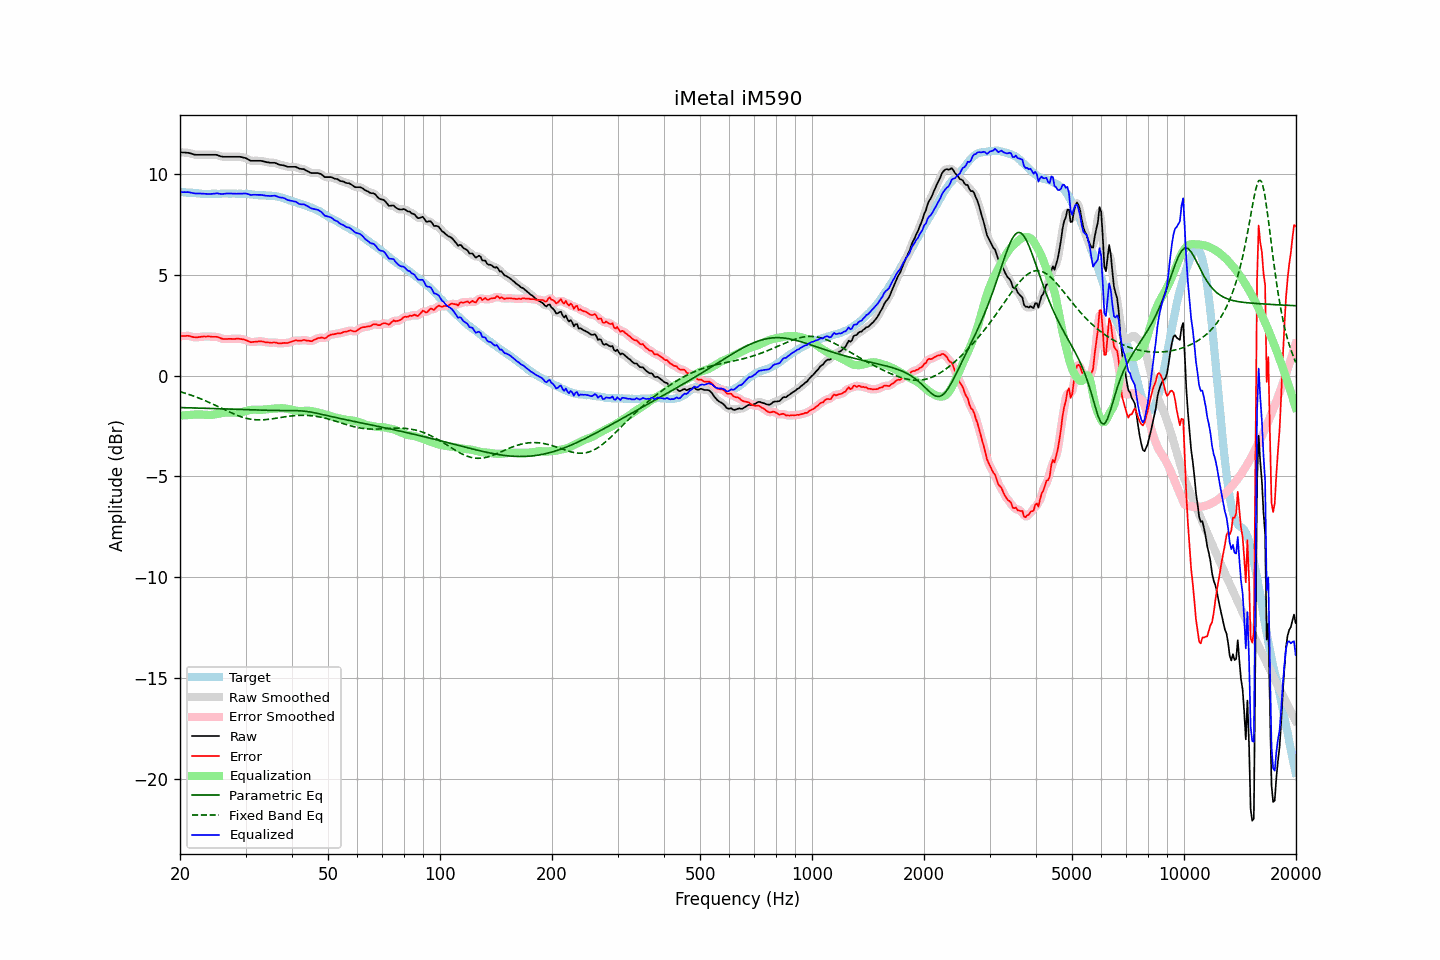 iMetal iM590
Amplitude (dBr)
10
5
0
−5
−10
−15
−20
Target
Raw Smoothed
Error Smoothed
Raw
Error
Equalization
Parametric Eq
Fixed Band Eq
Equalized
20 50 100 200 500 1000 2000 5000 10000 20000
Frequency (Hz)